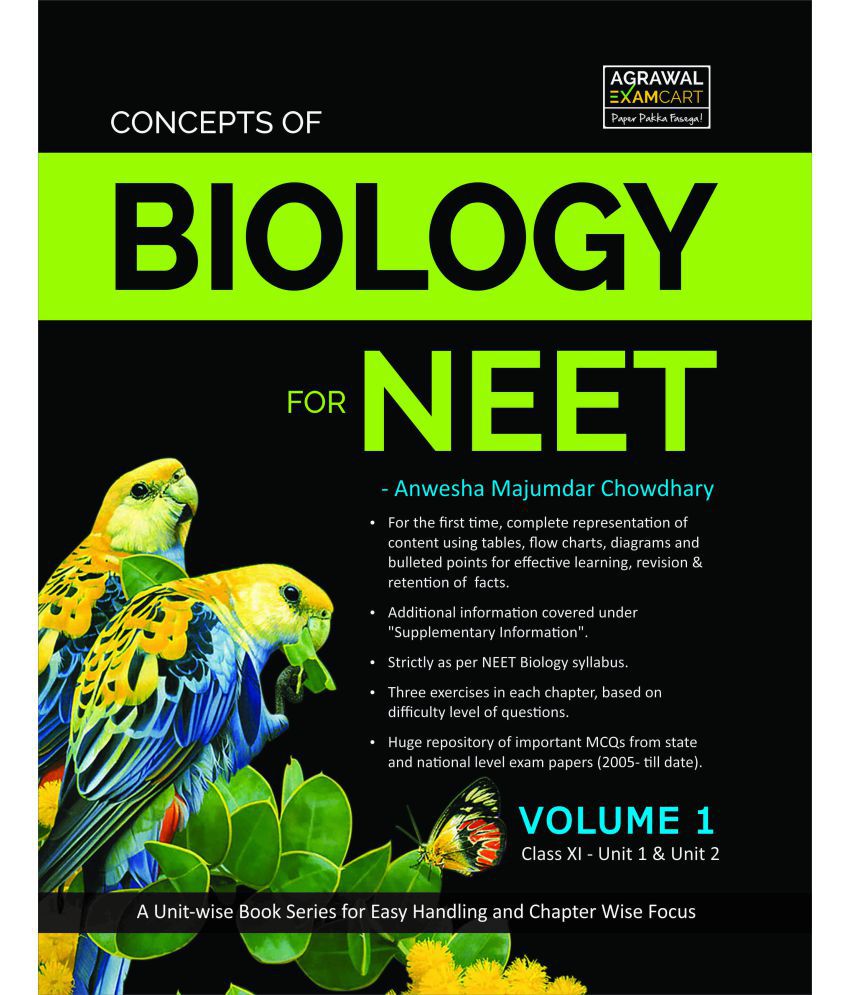 AGRAWAL
EXAMCART
Paper Pakka Fasega!
CONCEPTS OF
BIOLOGY
FOR NEET
- Anwesha Majumdar Chowdhary
• For the first time, complete representation of
content using tables, flow charts, diagrams and
bulleted points for effective learning, revision &
retention of facts.
• Additional information covered under
"Supplementary Information".
• Strictly as per NEET Biology syllabus.
• Three exercises in each chapter, based on
difficulty level of questions.
• Huge repository of important MCQs from state
and national level exam papers (2005- till date).
VOLUME 1
Class XI - Unit 1 & Unit 2
A Unit-wise Book Series for Easy Handling and Chapter Wise Focus